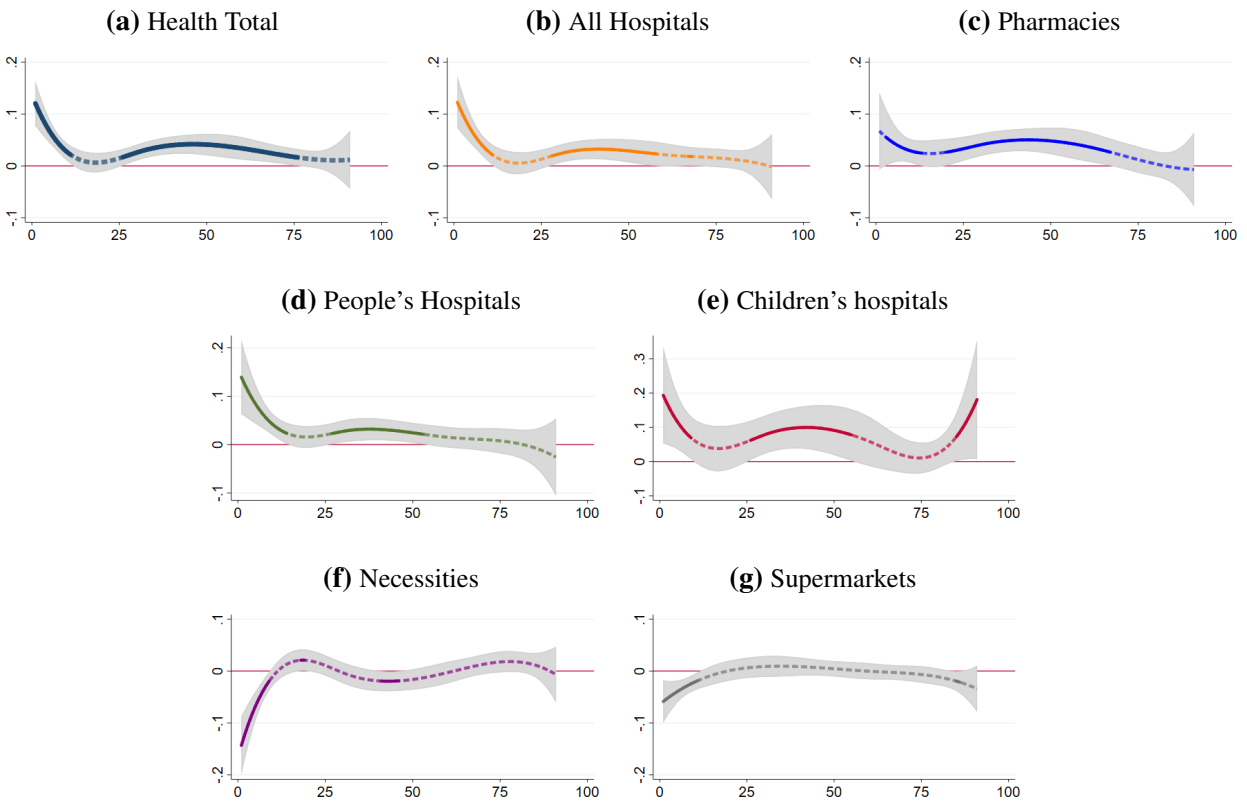 (a) Health Total
(b) All Hospitals
(c) Pharmacies
.2
.1
0
-.1
0 25 50 75 100
.2
.1
0
-.1
0 25 50 75 100
.2
.1
0
-.1
0 25 50 75 100
(d) People's Hospitals
(e) Children's hospitals
.2
.1
0
-.1
0 25 50 75 100
.3
.2
.1
0
-.1
0 25 50 75 100
(f) Necessities
(g) Supermarkets
.1
0
-.1
-.2
0 25 50 75 100
.1
0
-.1
-.2
0 25 50 75 100